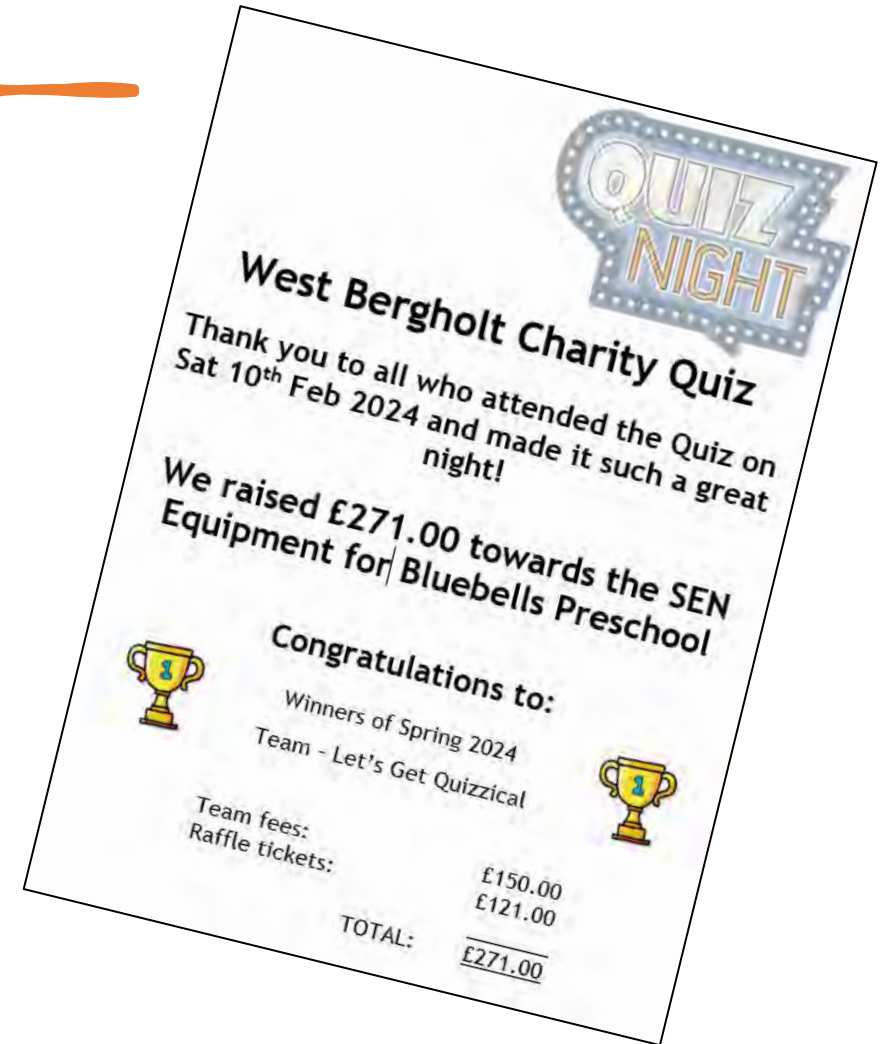 QUIZ
NIGHT
West Bergholt Charity Quiz
Thank you to all who attended the Quiz on
Sat 10th Feb 2024 and made it such a great
night!
We raised £271.00 towards the SEN
Equipment for Bluebells Preschool
Congratulations to:
Winners of Spring 2024
Team - Let's Get Quizzical
1
1
Team fees: £150.00
Raffle tickets: £121.00
TOTAL: £271.00